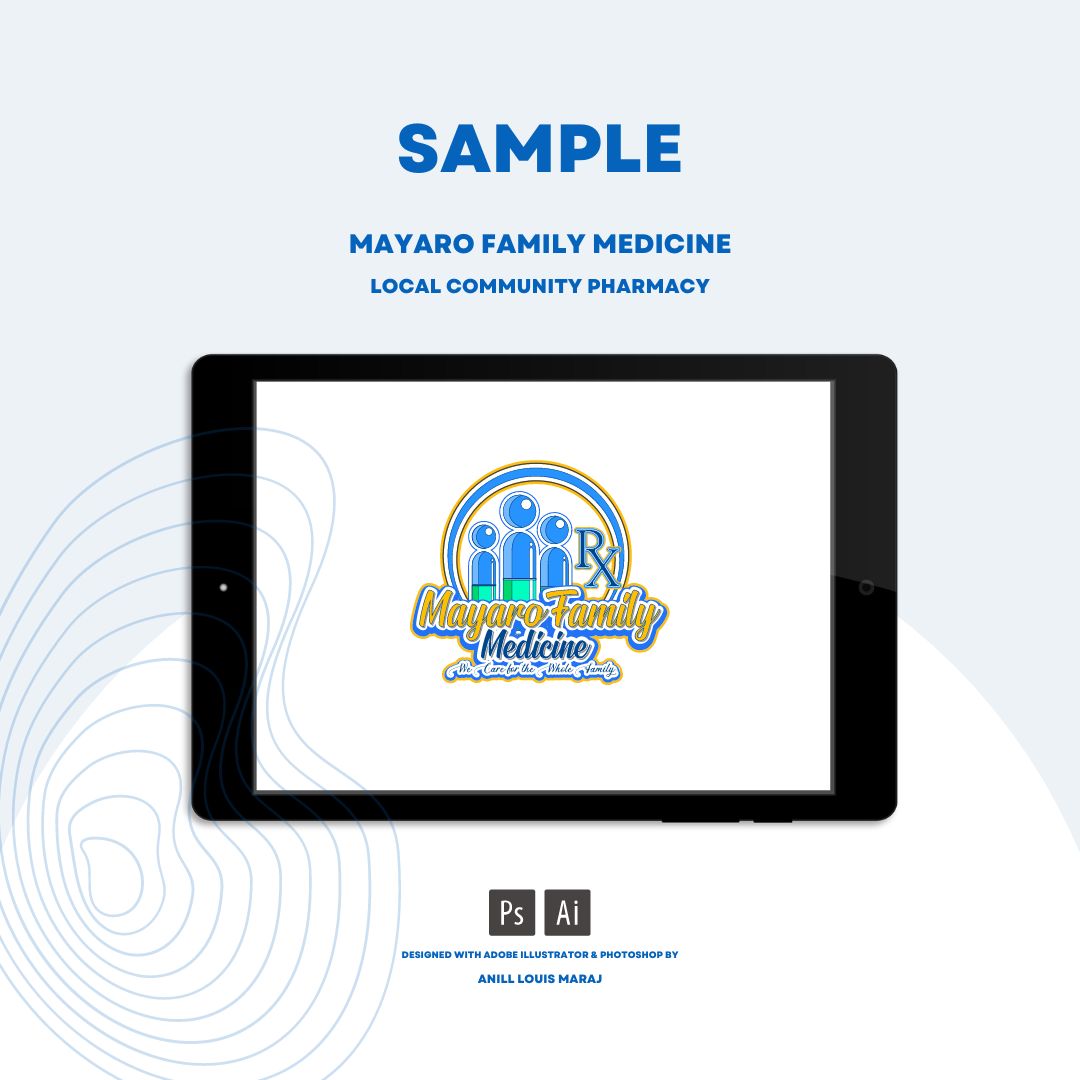 SAMPLE
MAYARO FAMILY MEDICINE
LOCAL COMMUNITY PHARMACY
RX
Mayaro Family
Medicine
We Care for the Whole Family
Ps Ai
DESIGNED WITH ADOBE ILLUSTRATOR & PHOTOSHOP BY
ANILL LOUIS MARAJ